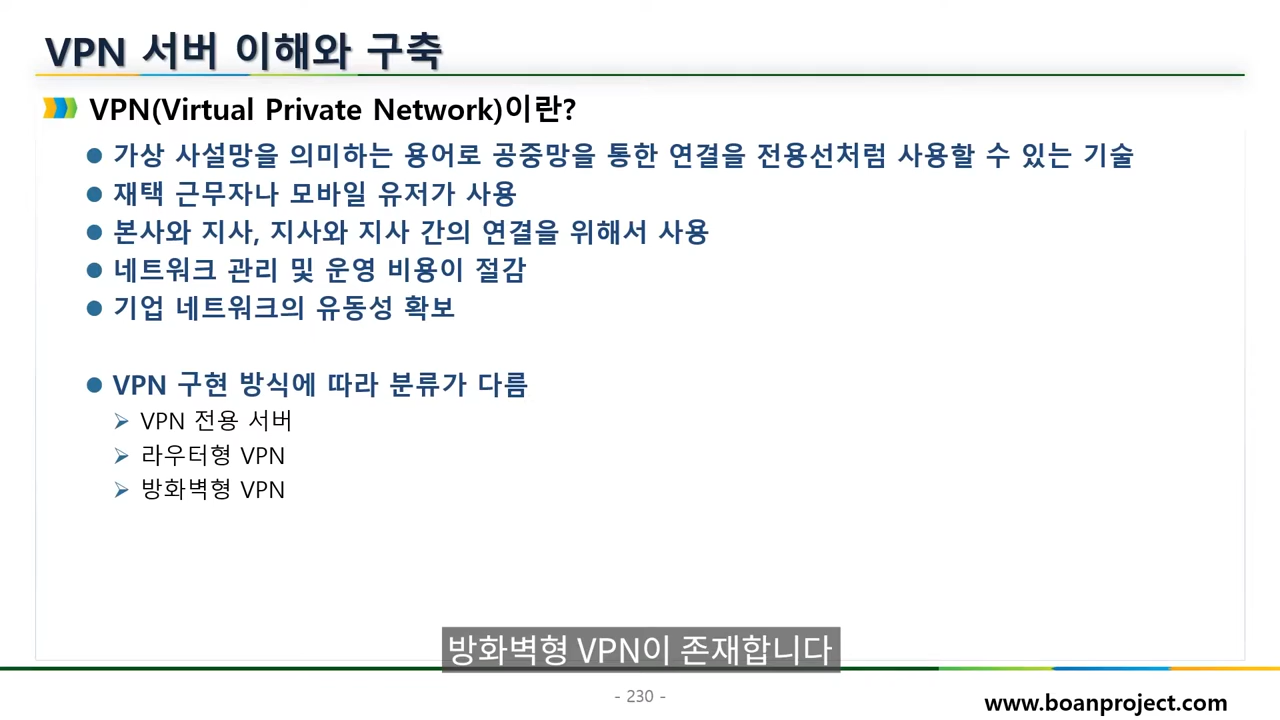 VPN 서버 이해와 구축
VPN(Virtual Private Network)이란?
● 가상 사설망을 의미하는 용어로 공중망을 통한 연결을 전용선처럼 사용할 수 있는 기술
● 재택 근무자나 모바일 유저가 사용
● 본사와 지사, 지사와 지사 간의 연결을 위해서 사용
● 네트워크 관리 및 운영 비용이 절감
● 기업 네트워크의 유동성 확보
● VPN 구현 방식에 따라 분류가 다름
➢ VPN 전용 서버
➢ 라우터형 VPN
➢ 방화벽형 VPN
방화벽형 VPN이 존재합니다
- 230 -
www.boanproject.com